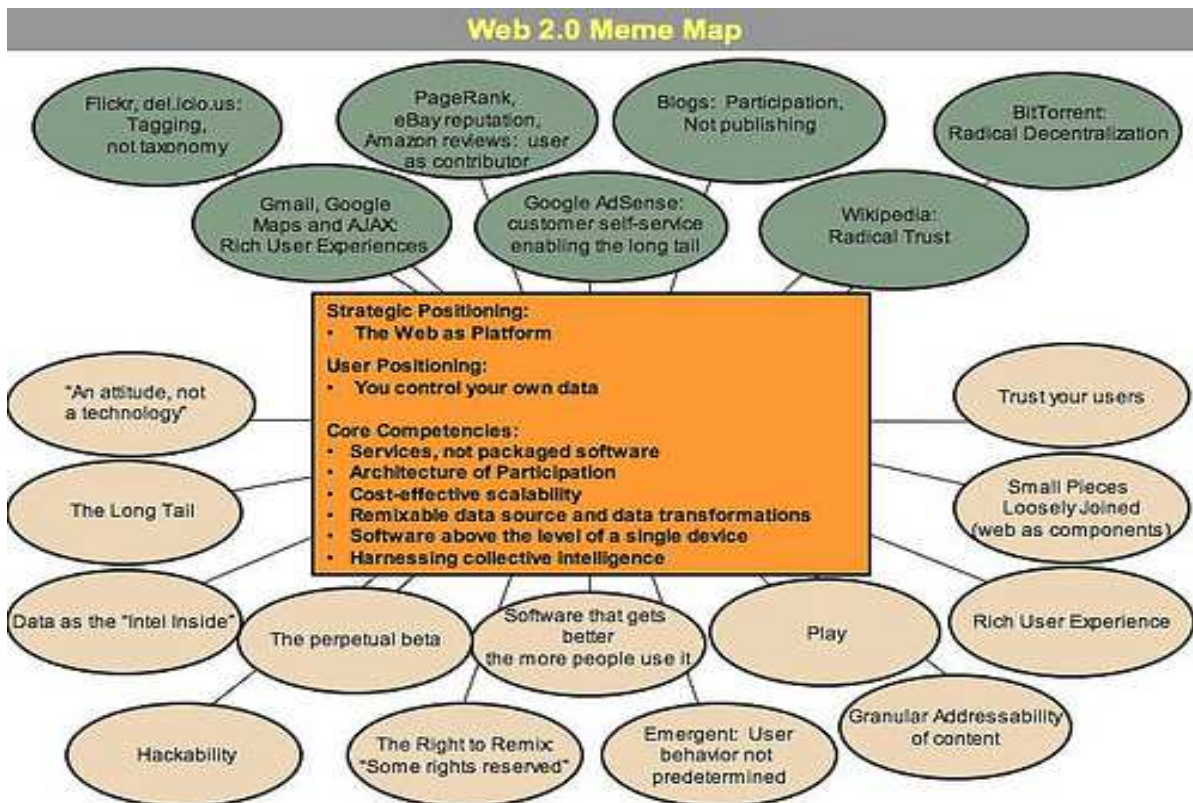 Web 2.0 Meme Map
Flickr, del.icio.us:
Tagging,
not taxonomy
PageRank,
eBay reputation,
Amazon reviews: user
as contributor
Blogs: Participation,
Not publishing
BitTorrent:
Radical Decentralization
Gmail, Google
Maps and AJAX:
Rich User Experiences
Google AdSense:
customer self-service
enabling the long tail
Wikipedia:
Radical Trust
Strategic Positioning:
• The Web as Platform
User Positioning:
• You control your own data
Core Competencies:
• Services, not packaged software
• Architecture of Participation
• Cost-effective scalability
• Remixable data source and data transformations
• Software above the level of a single device
• Harnessing collective intelligence
"An attitude, not
a technology"
Trust your users
The Long Tail
Small Pieces
Loosely Joined
(web as components)
Data as the "Intel Inside"
The perpetual beta
Software that gets
better
the more people use it
Play
Rich User Experience
Hackability
The Right to Remix:
"Some rights reserved"
Emergent: User
behavior not
predetermined
Granular Addressability
of content